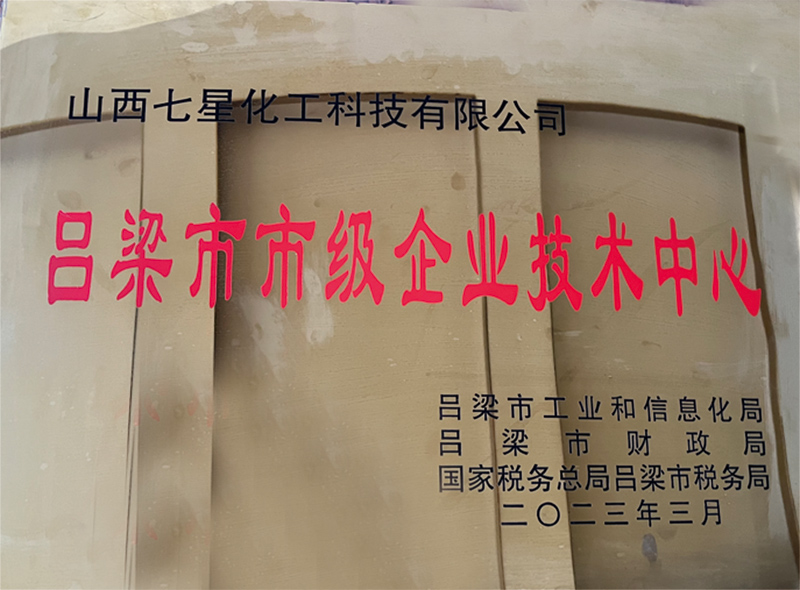 山西七星化工科技有限公司
吕梁市市级企业技术中心
吕梁市工业和信息化局
吕梁市财政局
国家税务总局吕梁市税务局
二〇二三年三月